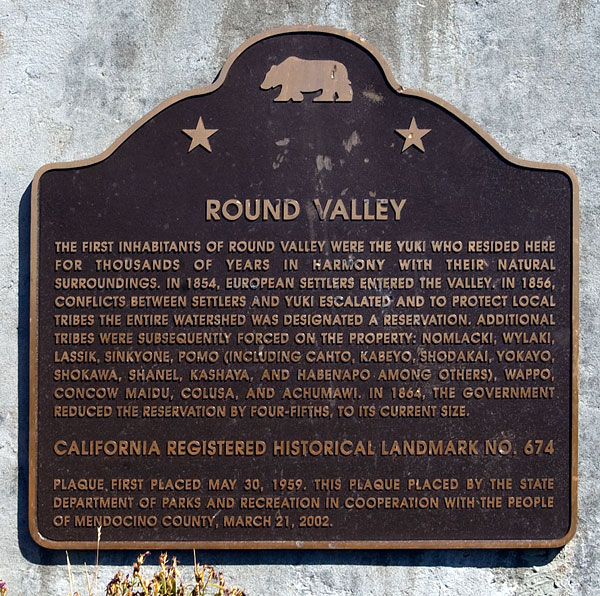 ROUND VALLEY
THE FIRST INHABITANTS OF ROUND VALLEY WERE THE YUKI WHO RESIDED HERE
FOR THOUSANDS OF YEARS IN HARMONY WITH THEIR NATURAL
SURROUNDINGS. IN 1854, EUROPEAN SETTLERS ENTERED THE VALLEY. IN 1856,
CONFLICTS BETWEEN SETTLERS AND YUKI ESCALATED AND TO PROTECT LOCAL
TRIBES THE ENTIRE WATERSHED WAS DESIGNATED A RESERVATION. ADDITIONAL
TRIBES WERE SUBSEQUENTLY FORCED ON THE PROPERTY: NOMLACKI, WYLAKI,
LASSIK, SINKYONE, POMO (INCLUDING CAHTO, KABEYO, SHODAKAI, YOKAYO,
SHOKAWA, SHANEL, KASHAYA, AND HABENAPO AMONG OTHERS), WAPPO,
CONCOW MAIDU, COLUSA, AND ACHUMAWI. IN 1864, THE GOVERNMENT
REDUCED THE RESERVATION BY FOUR-FIFTHS, TO ITS CURRENT SIZE.
CALIFORNIA REGISTERED HISTORICAL LANDMARK NO. 674
PLAQUE FIRST PLACED MAY 30, 1959. THIS PLAQUE PLACED BY THE STATE
DEPARTMENT OF PARKS AND RECREATION IN COOPERATION WITH THE PEOPLE
OF MENDOCINO COUNTY, MARCH 21, 2002.